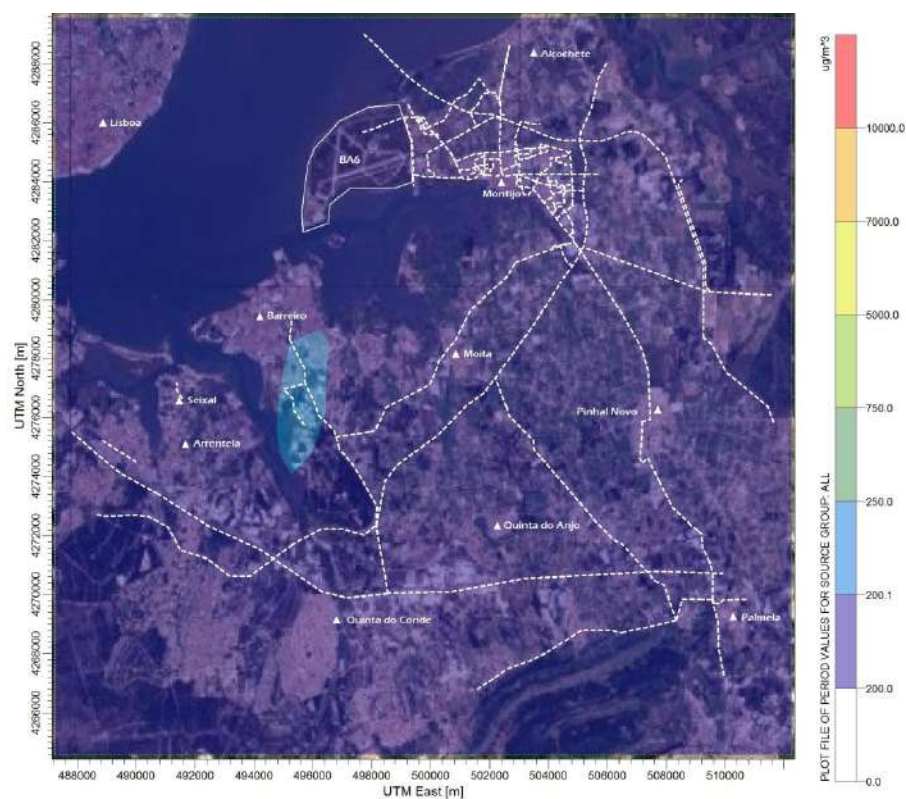 ug/m^3
10000.0
7000.0
5000.0
750.0
250.0
200.1
200.0
0.0
PLOT FILE OF PERIOD VALUES FOR SOURCE GROUP: ALL
UTM North [m]
4288000
4286000
4284000
4282000
4280000
4278000
4276000
4274000
4272000
4270000
4268000
4266000
Alcochete
Lisboa
BA6
Montijo
Barreiro
Moita
Seixal
Pinhal Novo
Arrentela
Quinta do Anjo
Quinta do Conde
Palmela
488000 490000 492000 494000 496000 498000 500000 502000 504000 506000 508000 510000
UTM East [m]